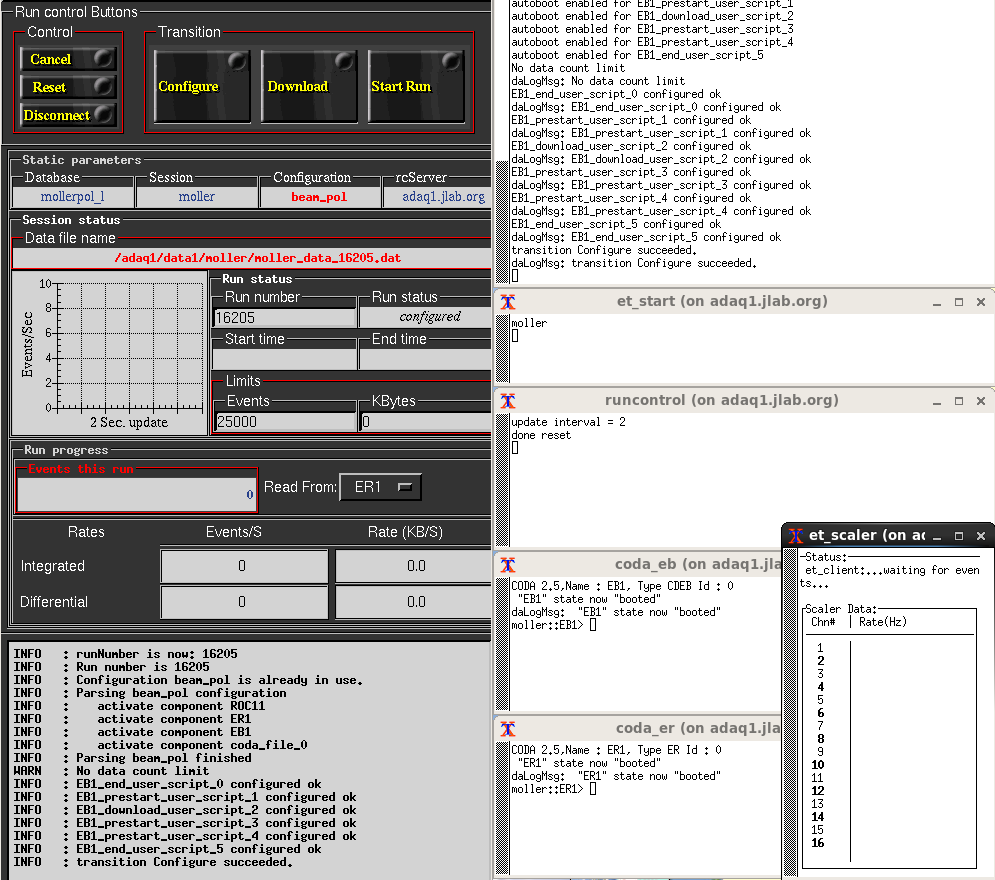 Run control Buttons
Control
Transition
Cancel
Reset
Disconnect
Configure
Download
Start Run
Static parameters
Database
Session
Configuration
rcServer
mollerpol_l
moller
beam_pol
adaq1.jlab.org
Session status
Data file name
/adaq1/data1/moller/moller_data_16205.dat
Events/Sec
10
8
6
4
2
0
2 Sec. update
Run status
Run number
Run status
16205
configured
Start time
End time
Limits
Events
KBytes
25000
0
Run progress
Events this run
0
Read From:
ER1
Rates
Events/S
Rate (KB/S)
Integrated
0
0.0
Differential
0
0.0
INFO : runNumber is now: 16205
INFO : Run number is 16205
INFO : Configuration beam_pol is already in use.
INFO : Parsing beam_pol configuration
INFO : activate component ROC11
INFO : activate component ER1
INFO : activate component EB1
INFO : activate component coda_file_0
INFO : Parsing beam_pol finished
WARN : No data count limit
INFO : EB1_end_user_script_0 configured ok
INFO : EB1_prestart_user_script_1 configured ok
INFO : EB1_download_user_script_2 configured ok
INFO : EB1_prestart_user_script_3 configured ok
INFO : EB1_prestart_user_script_4 configured ok
INFO : EB1_end_user_script_5 configured ok
INFO : transition Configure succeeded.
autoboot enabled for EB1_prestart_user_script_1
autoboot enabled for EB1_download_user_script_2
autoboot enabled for EB1_prestart_user_script_3
autoboot enabled for EB1_prestart_user_script_4
autoboot enabled for EB1_end_user_script_5
No data count limit
daLogMsg: No data count limit
EB1_end_user_script_0 configured ok
daLogMsg: EB1_end_user_script_0 configured ok
EB1_prestart_user_script_1 configured ok
daLogMsg: EB1_prestart_user_script_1 configured ok
EB1_download_user_script_2 configured ok
daLogMsg: EB1_download_user_script_2 configured ok
EB1_prestart_user_script_3 configured ok
daLogMsg: EB1_prestart_user_script_3 configured ok
EB1_prestart_user_script_4 configured ok
daLogMsg: EB1_prestart_user_script_4 configured ok
EB1_end_user_script_5 configured ok
daLogMsg: EB1_end_user_script_5 configured ok
transition Configure succeeded.
daLogMsg: transition Configure succeeded.
et_start (on adaq1.jlab.org)
moller
runcontrol (on adaq1.jlab.org)
update interval = 2
done reset
coda_eb (on adaq1.jla
CODA 2.5,Name : EB1, Type CDEB Id : 0
"EB1" state now "booted"
daLogMsg: "EB1" state now "booted"
moller::EB1>
coda_er (on adaq1.jla
CODA 2.5,Name : ER1, Type ER Id : 0
"ER1" state now "booted"
daLogMsg: "ER1" state now "booted"
moller::ER1>
et_scaler (on ac
Status:
et_client:...waiting for even
ts...
Scaler Data:
Chn# | Rate(Hz)
1
2
3
4
5
6
7
8
9
10
11
12
13
14
15
16